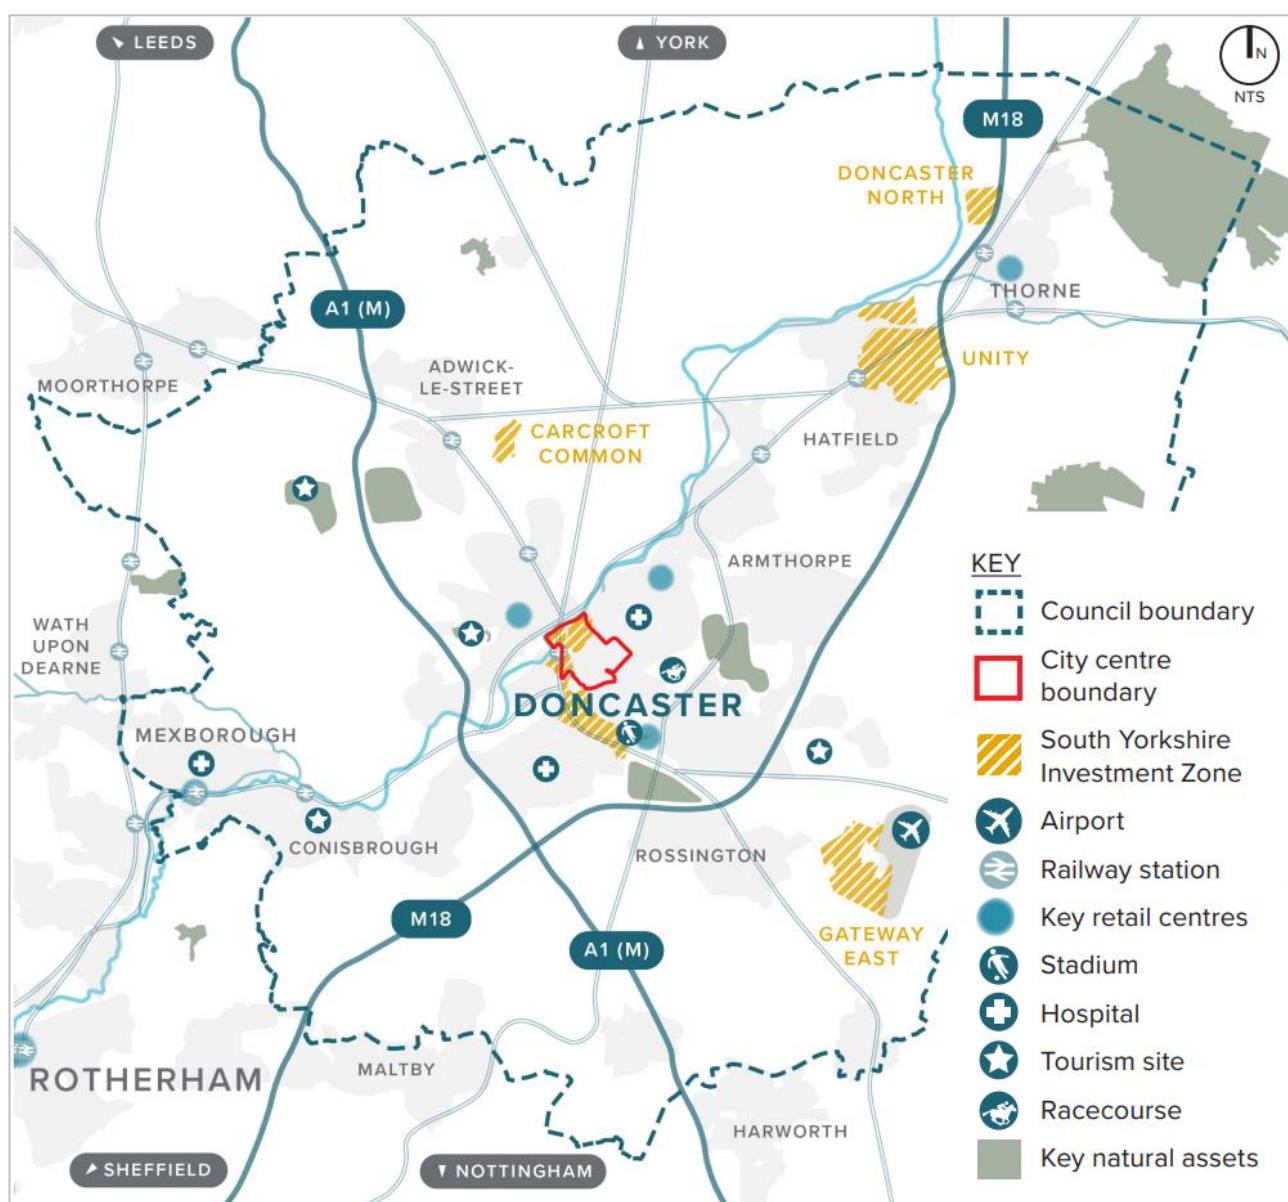 LEEDS
YORK
N
NTS
M18
DONCASTER
NORTH
THORNE
A1 (M)
UNITY
MOORTHORPE
ADWICK-
LE-STREET
CARCROFT
COMMON
HATFIELD
ARMTHORPE
WATH
UPON
DEARNE
DONCASTER
MEXBOROUGH
CONISBROUGH
ROSSINGTON
M18
A1 (M)
GATEWAY
EAST
ROTHERHAM
MALTBY
HARWORTH
SHEFFIELD
NOTTINGHAM
KEY
Council boundary
City centre
boundary
South Yorkshire
Investment Zone
Airport
Railway station
Key retail centres
Stadium
Hospital
Tourism site
Racecourse
Key natural assets